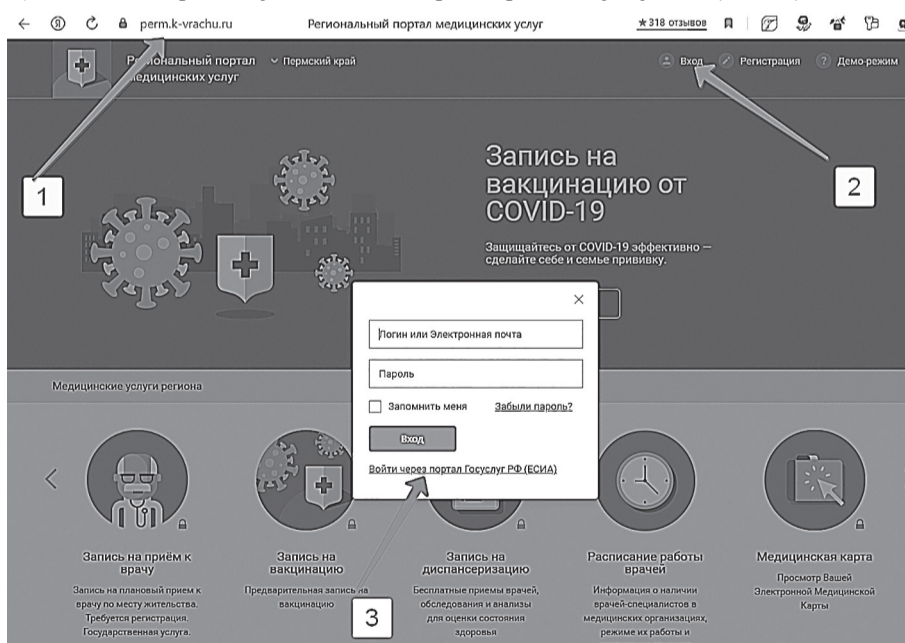 perm.k-vrachu.ru Региональный портал медицинских услуг ★318 отзывов
портал Пермский край Вход Регистрация ? Демо-режим
услуг
Запись на
вакцинацию от
COVID-19
1
2
Защищайтесь от COVID-19 эффективно —
сделайте себе и семье прививку.
Логин или Электронная почта
Пароль
Медицинские услуги региона
Запомнить меня Забыли пароль?
Вход
Войти через портал Госуслуг РФ (ЕСИА)
Запись на приём к
врачу
Запись на плановый прием к
врачу по месту жительства.
Требуется регистрация.
Государственная услуга.
Запись на
вакцинацию
Предварительная запись на
вакцинацию
3
Запись на
диспансеризацию
Бесплатные приемы врачей,
обследования и анализы
для оценки состояния
здоровья
Расписание работы
врачей
Информация о наличии
врачей-специалистов в
медицинских организациях,
режиме их работы и
Медицинская карта
Просмотр Вашей
Электронной Медицинской
Карты